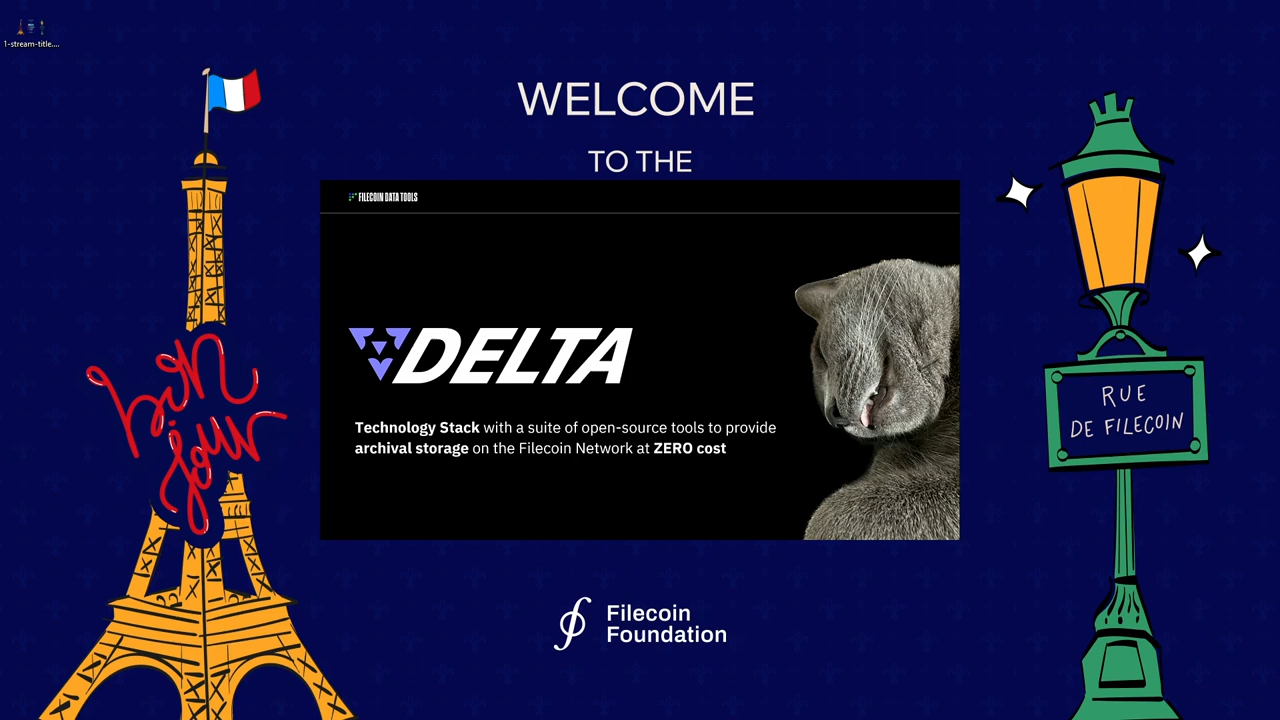 1-stream-title....
WELCOME
TO THE
FILECOIN DATA TOOLS
DELTA
Technology Stack with a suite of open-source tools to provide
archival storage on the Filecoin Network at ZERO cost
bon
jour
RUE
DE FILECOIN
Filecoin
Foundation